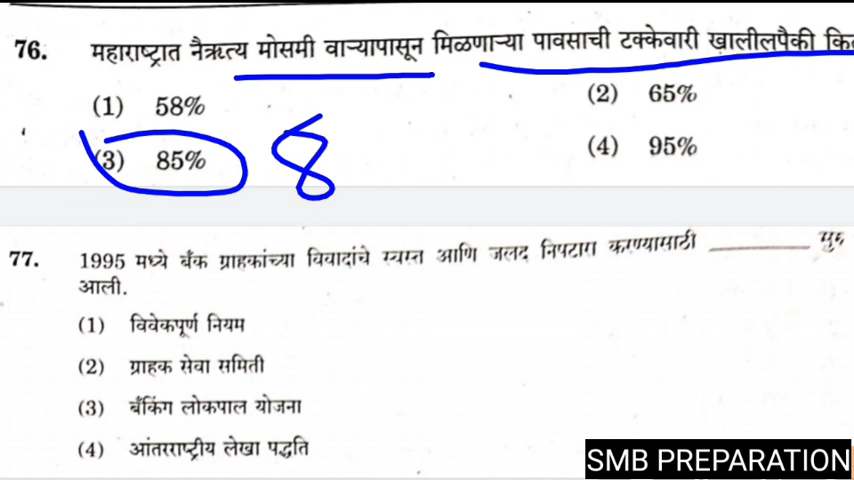 76. महाराष्ट्रात नैऋत्य मोसमी वाऱ्यापासून मिळणाऱ्या पावसाची टक्केवारी खालीलपैकी
(1) 58%
(2) 65%
(3) 85%
8
(4) 95%
77. 1995 मध्ये बँक ग्राहकांच्या विवादांचे स्वस्त आणि जलद निपटारा करण्यासाठी __________
आली.
(1) विवेकपूर्ण नियम
(2) ग्राहक सेवा समिती
(3) बँकिंग लोकपाल योजना
(4) आंतरराष्ट्रीय लेखा पद्धति
SMB PREPARATION